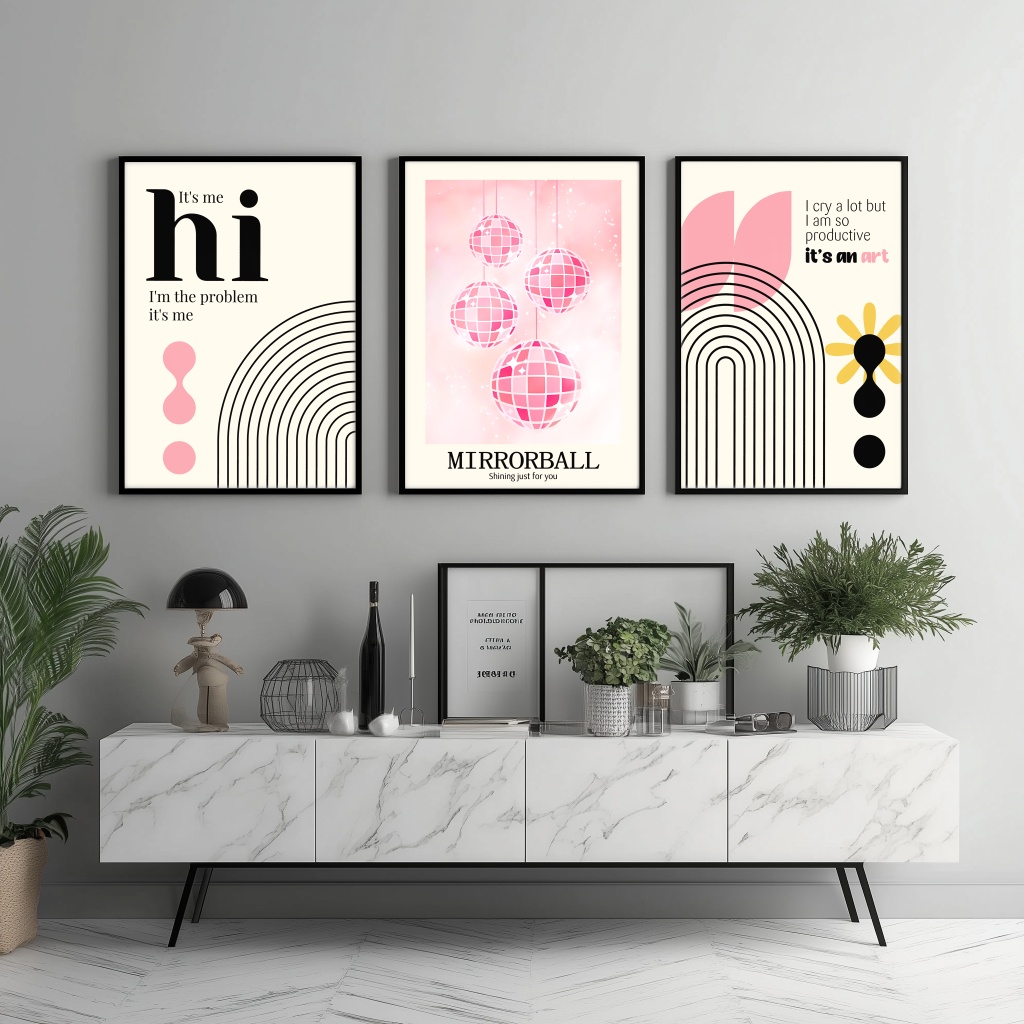 It's me
hi
I'm the problem
it's me
MIRRORBALL
Shining just for you
I cry a lot but
I am so
productive
it's an art